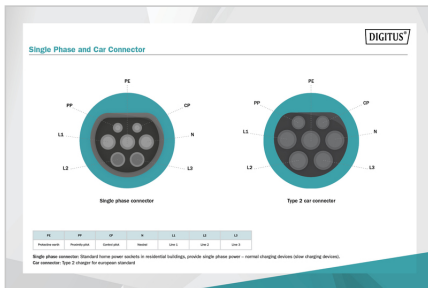 DIGITUS®
Single Phase and Car Connector
PE
PP
CP
L1
N
L2
L3
Single phase connector
PE
PP
CP
L1
N
L2
L3
Type 2 car connector
PE PP CP N L1 L2 L3
Protective earth Proximity pilot Control pilot Neutral Line 1 Line 2 Line 3
Single phase connector: Standard home power sockets in residential buildings, provide single phase power – normal charging devices (slow charging devices).
Car connector: Type 2 charger for european standard